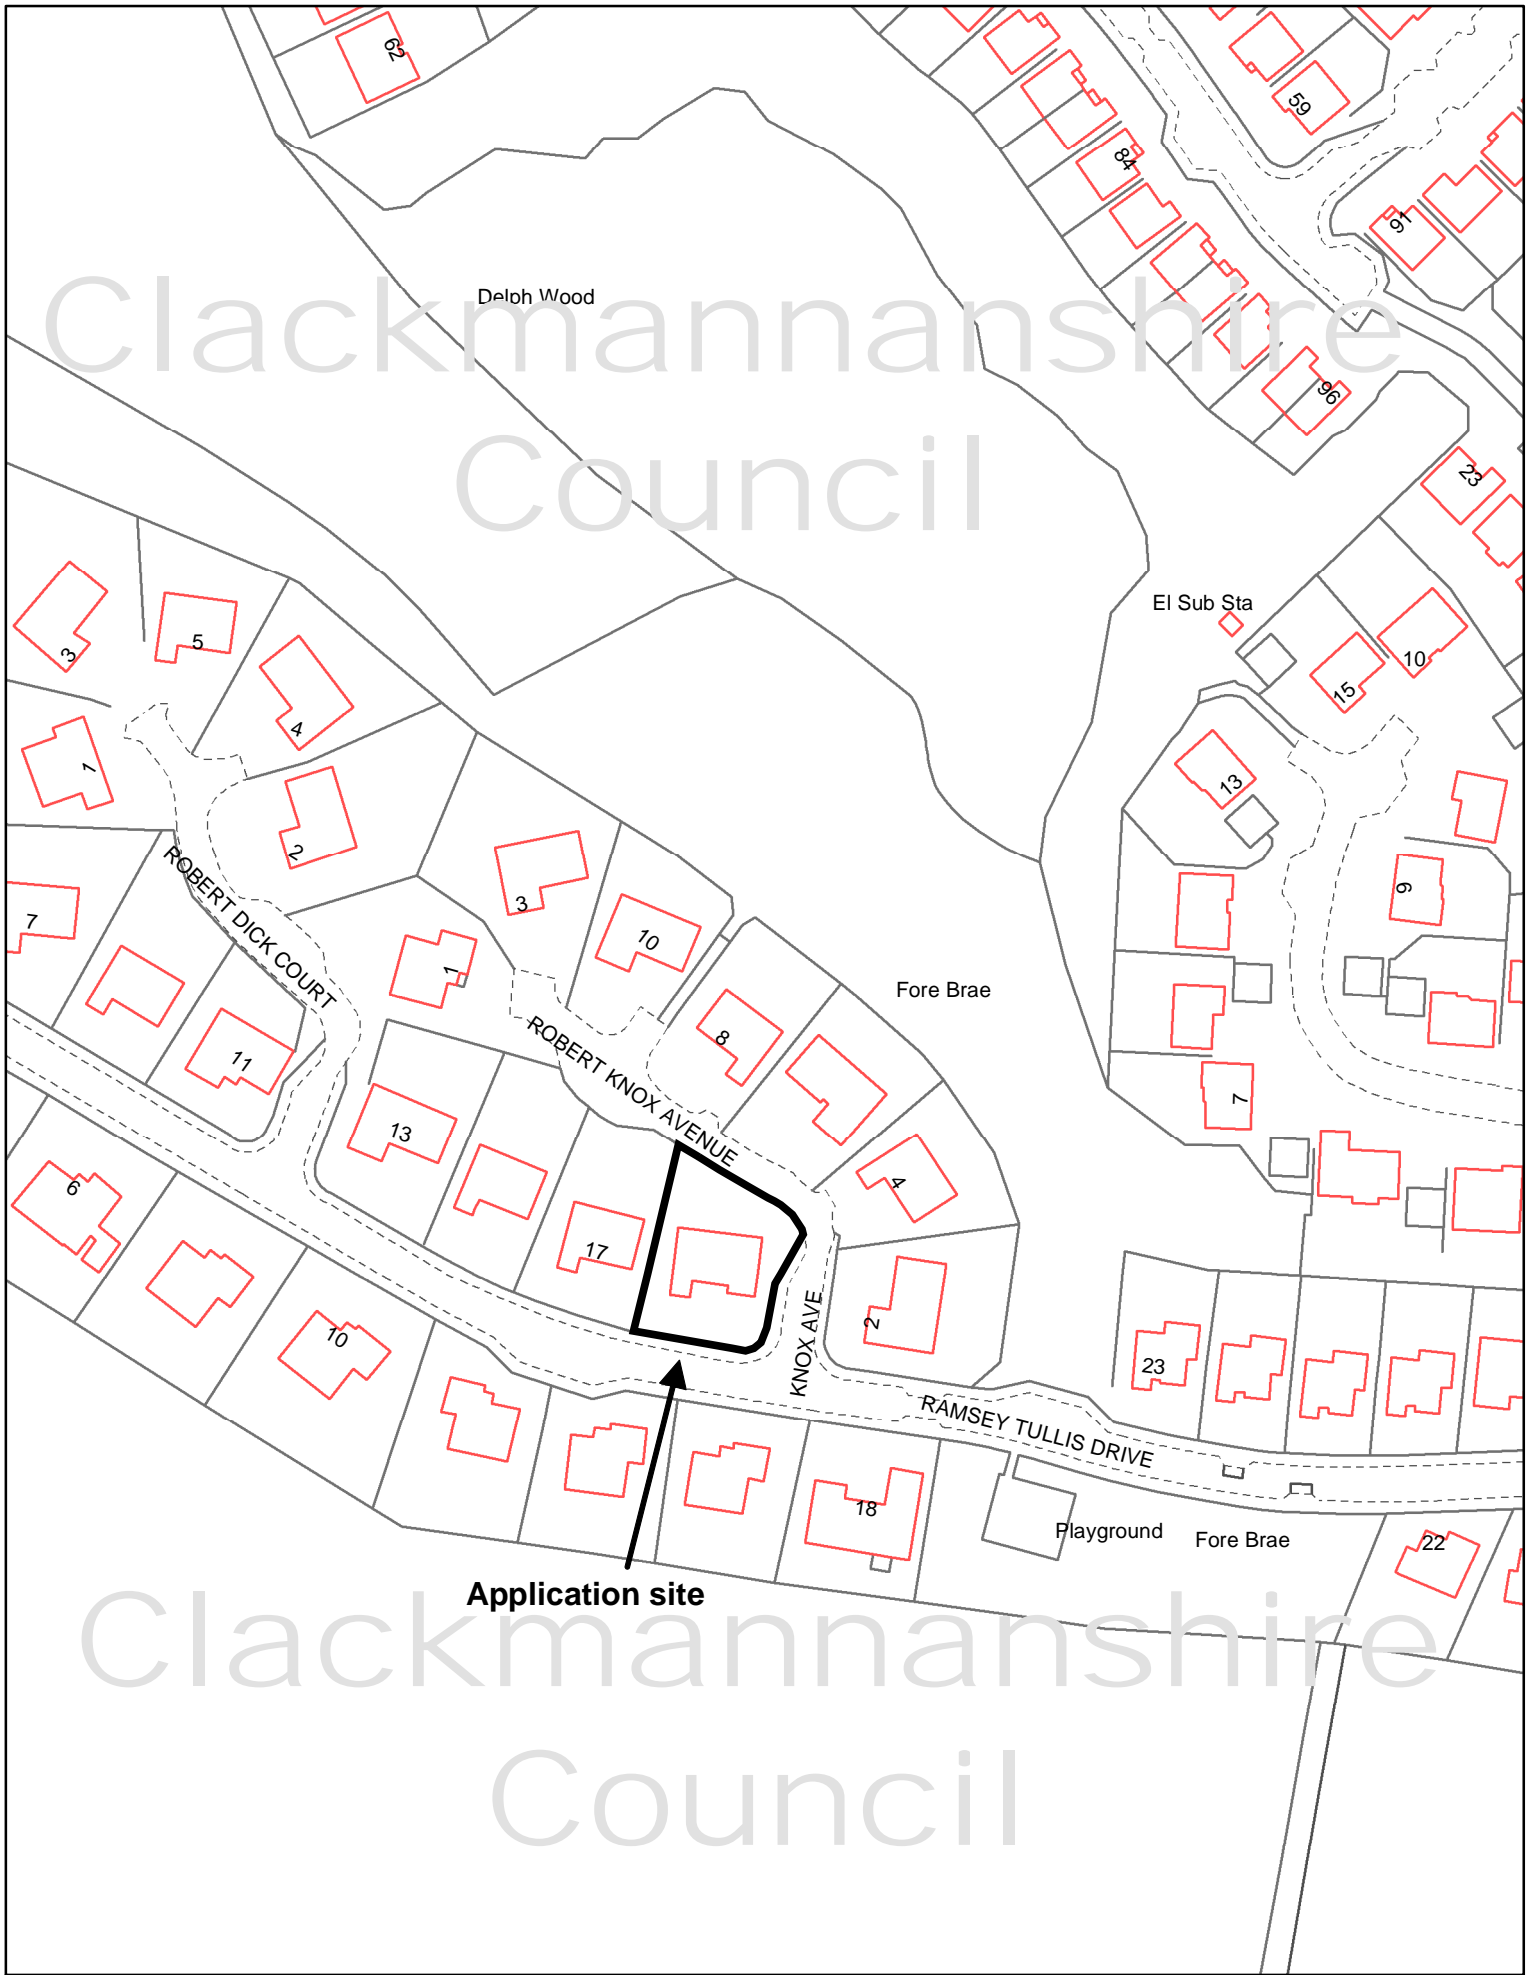 62
59
84
91
Delph Wood
Clackmannanshire
96
Council
23
El Sub Sta
3
5
10
15
4
1
13
2
ROBERT DICK COURT
3
9
7
10
1
Fore Brae
8
ROBERT KNOX AVENUE
11
7
13
4
6
17
2
KNOX AVE
10
23
RAMSEY TULLIS DRIVE
18
Playground
Fore Brae
22
Application site
Clackmannanshire
Council